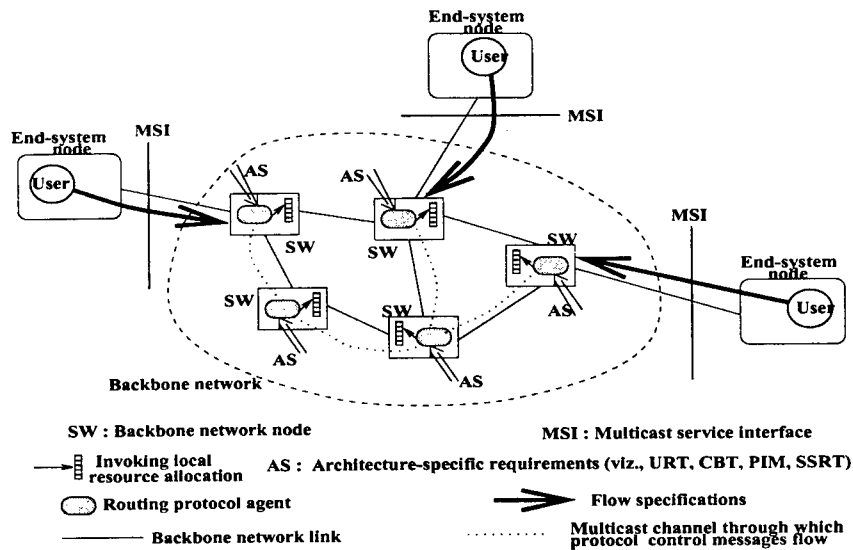 End-system
node
User
MSI
MSI
End-system
node
User
AS
AS
MSI
SW
SW
SW
End-system
node
User
SW
SW
AS
AS
AS
Backbone network
SW : Backbone network node
MSI : Multicast service interface
Invoking local
resource allocation
AS : Architecture-specific requirements (viz., URT, CBT, PIM, SSRT)
Routing protocol agent
Flow specifications
Backbone network link
Multicast channel through which
protocol control messages flow